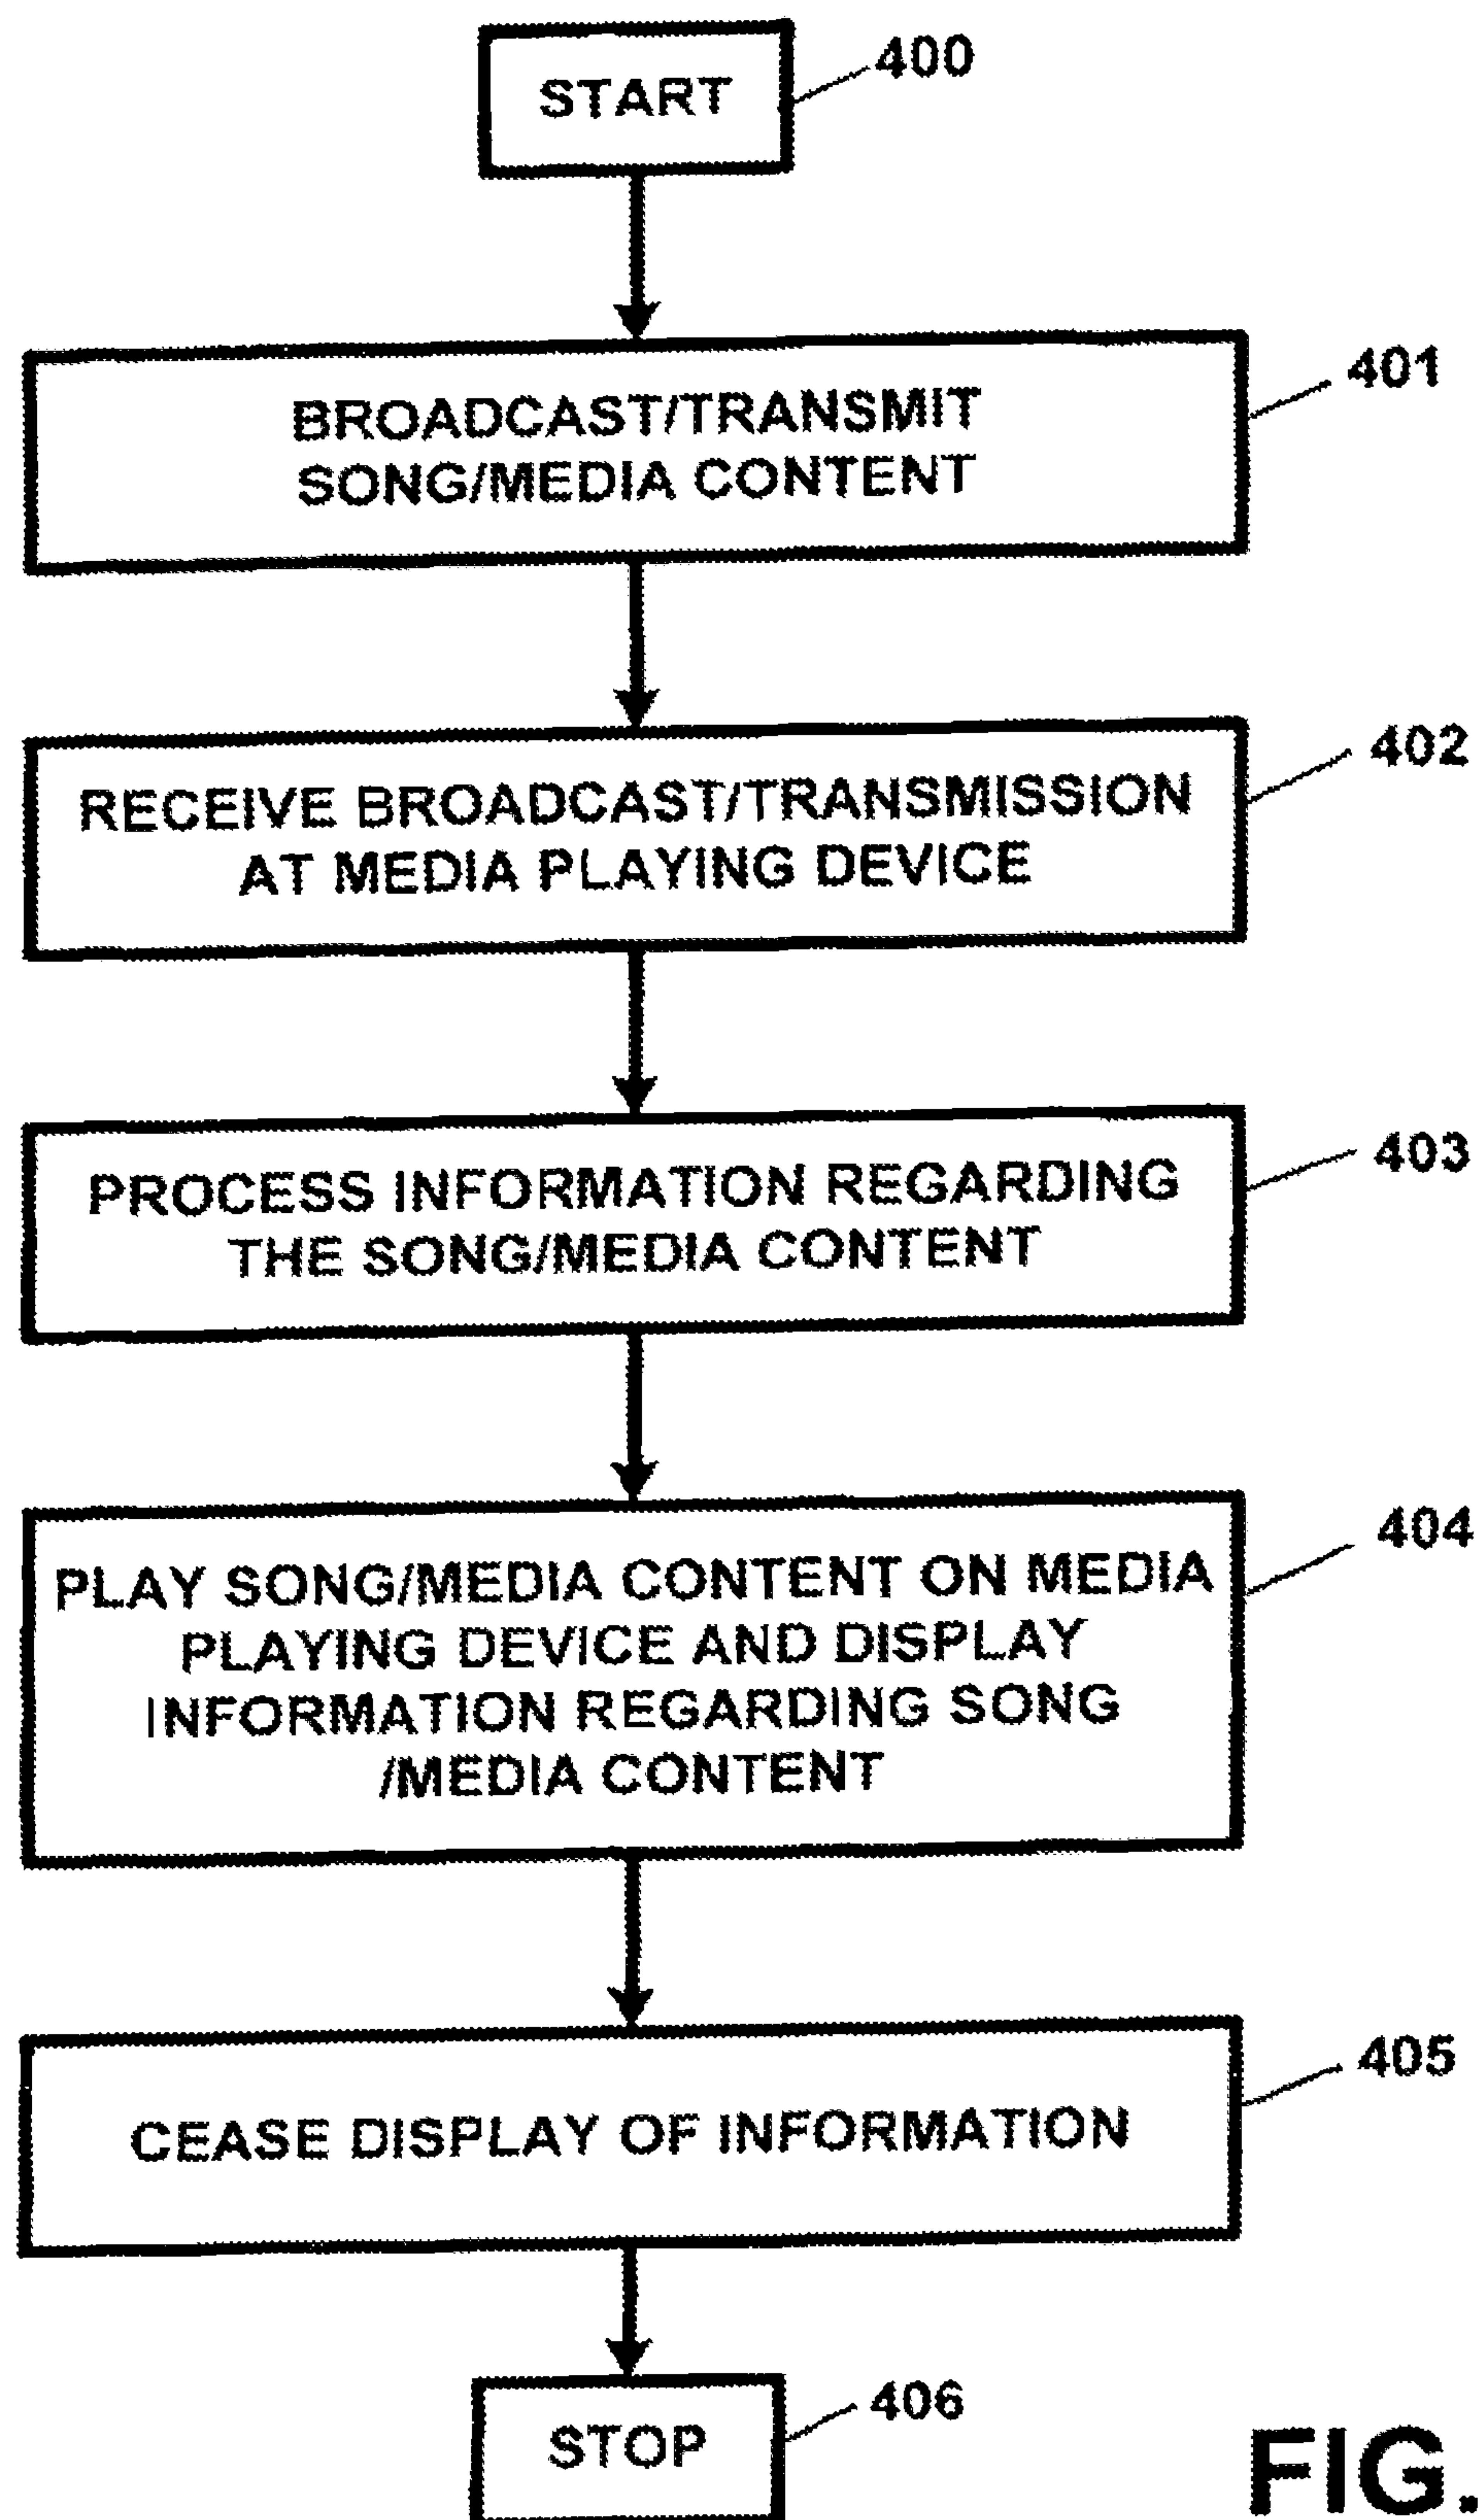 START
400
BROADCAST/TRANSMIT
SONG/MEDIA CONTENT
401
RECEIVE BROADCAST/TRANSMISSION
AT MEDIA PLAYING DEVICE
402
PROCESS INFORMATION REGARDING
THE SONG/MEDIA CONTENT
403
PLAY SONG/MEDIA CONTENT ON MEDIA
PLAYING DEVICE AND DISPLAY
INFORMATION REGARDING SONG
/MEDIA CONTENT
404
CEASE DISPLAY OF INFORMATION
405
STOP
406
FIG.